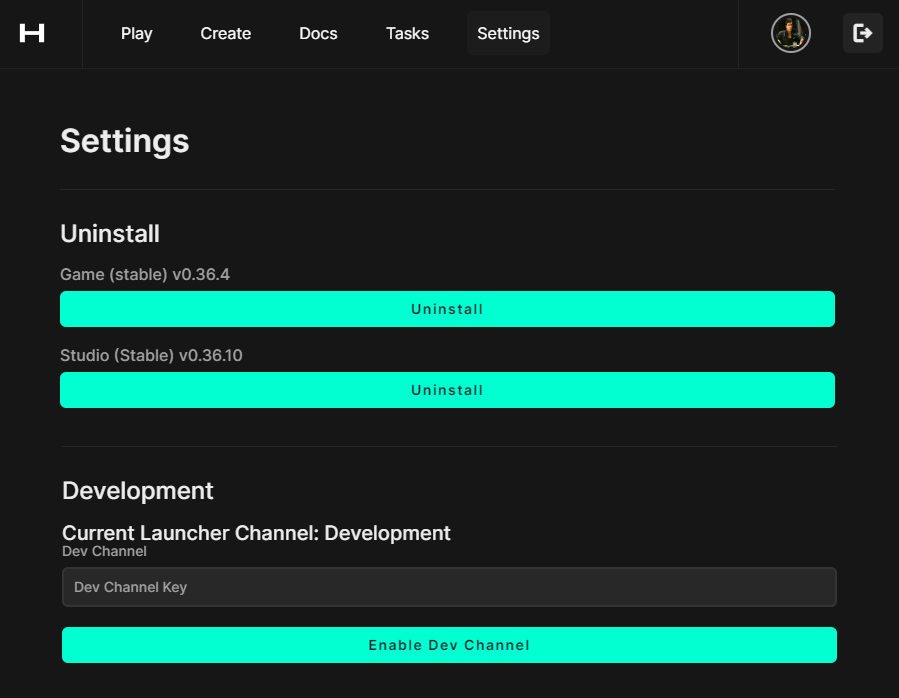 H
Play
Create
Docs
Tasks
Settings
Settings
Uninstall
Game (stable) v0.36.4
Uninstall
Studio (Stable) v0.36.10
Uninstall
Development
Current Launcher Channel: Development
Dev Channel
Dev Channel Key
Enable Dev Channel